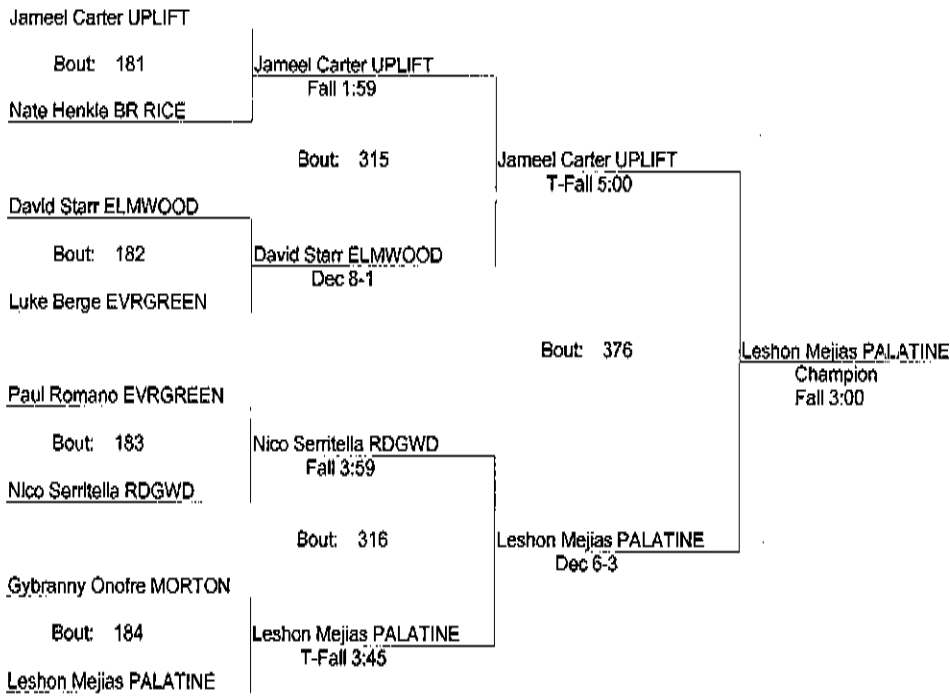 Jameel Carter UPLIFT
Bout: 181
Jameel Carter UPLIFT
Fall 1:59
Nate Henkle BR RICE
Bout: 315
Jameel Carter UPLIFT
T-Fall 5:00
David Starr ELMWOOD
Bout: 182
David Starr ELMWOOD
Dec 8-1
Luke Berge EVRGREEN
Bout: 376
Leshon Mejias PALATINE
Champion
Fall 3:00
Paul Romano EVRGREEN
Bout: 183
Nico Serritella RDGWD
Fall 3:59
Nico Serritella RDGWD
Bout: 316
Leshon Mejias PALATINE
Dec 6-3
Gybranny Onofre MORTON
Bout: 184
Leshon Mejias PALATINE
T-Fall 3:45
Leshon Mejias PALATINE